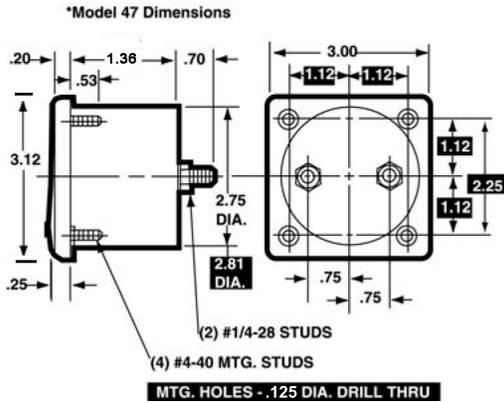 *Model 47 Dimensions
.20
1.36
.70
.53
3.12
2.75
DIA.
2.81
DIA.
.25
3.00
1.12
1.12
1.12
2.25
1.12
.75
.75
(2) #1/4-28 STUDS
(4) #4-40 MTG. STUDS
MTG. HOLES - .125 DIA. DRILL THRU